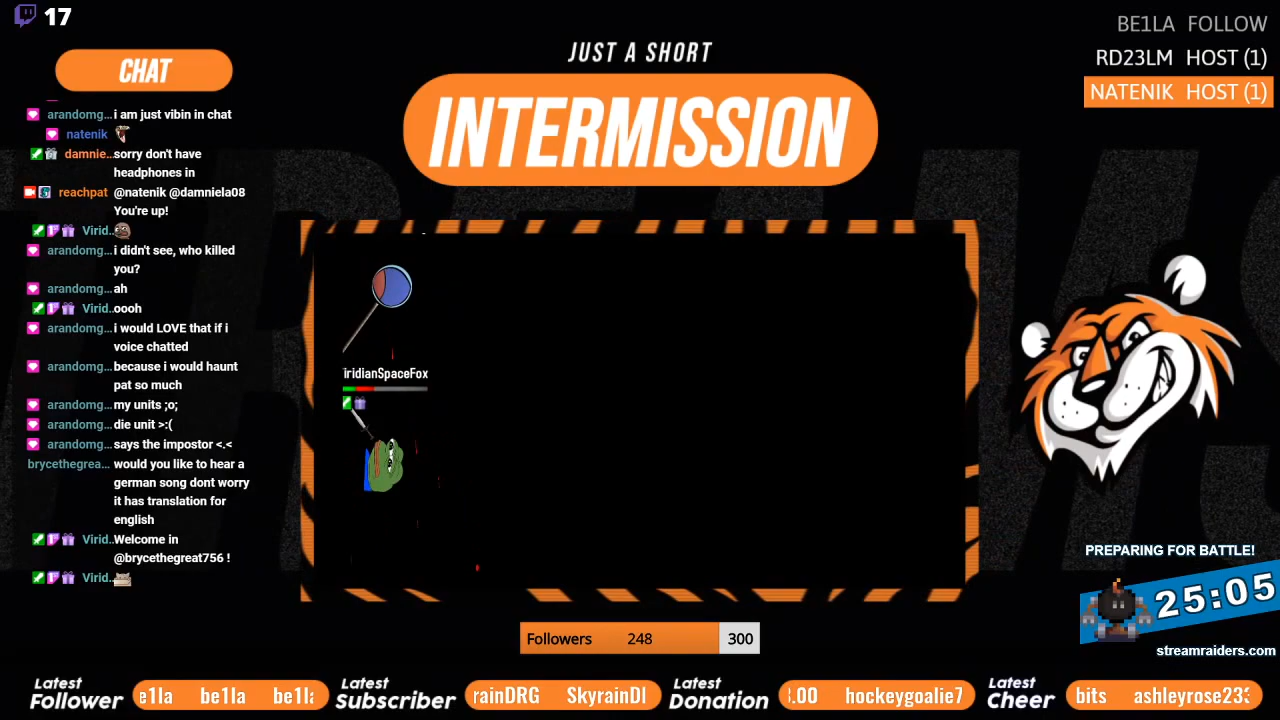 17
BE1LA FOLLOW
RD23LM HOST (1)
NATENIK HOST (1)
JUST A SHORT
INTERMISSION
CHAT
arandomg... i am just vibin in chat
natenik
damnie... sorry don't have
headphones in
reachpat @natenik @damniela08
You're up!
Virid..
arandomg... i didn't see, who killed
you?
arandomg... ah
Virid.. oooh
arandomg... i would LOVE that if i
voice chatted
arandomg... because i would haunt
pat so much
arandomg... my units ;o;
arandomg... die unit >:(
arandomg... says the impostor <.<
brycethegrea... would you like to hear a
german song dont worry
it has translation for
english
Virid.. Welcome in
@brycethegreat756 !
Virid..
iridianSpaceFox
PREPARING FOR BATTLE!
25:05
streamraiders.com
Followers 248 300
Latest Follower e1la be1la be1la
Latest Subscriber rainDRG SkyrainDI
Latest Donation .00 hockeygoalie7
Latest Cheer bits ashleyrose233